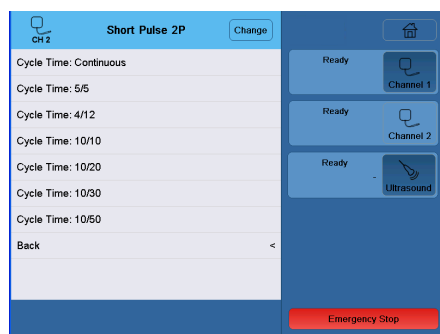 CH 2
Short Pulse 2P
Change
Cycle Time: Continuous
Cycle Time: 5/5
Cycle Time: 4/12
Cycle Time: 10/10
Cycle Time: 10/20
Cycle Time: 10/30
Cycle Time: 10/50
Back <
Ready
Channel 1
Ready
Channel 2
Ready
-
Ultrasound
Emergency Stop